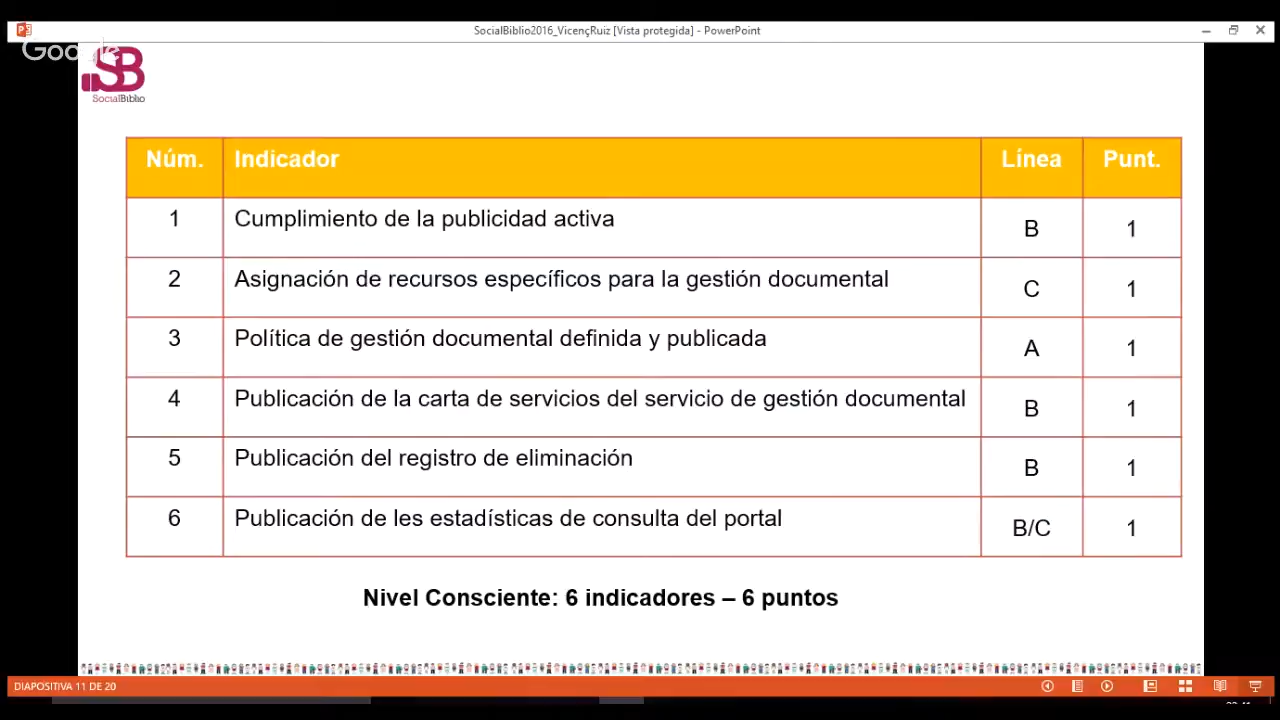 SocialBiblio2016_VicençRuiz [Vista protegida] - PowerPoint
Google
SB
SocialBiblio
Núm. Indicador Línea Punt.
1 Cumplimiento de la publicidad activa B 1
2 Asignación de recursos específicos para la gestión documental C 1
3 Política de gestión documental definida y publicada A 1
4 Publicación de la carta de servicios del servicio de gestión documental B 1
5 Publicación del registro de eliminación B 1
6 Publicación de les estadísticas de consulta del portal B/C 1
Nivel Consciente: 6 indicadores – 6 puntos
DIAPOSITIVA 11 DE 20